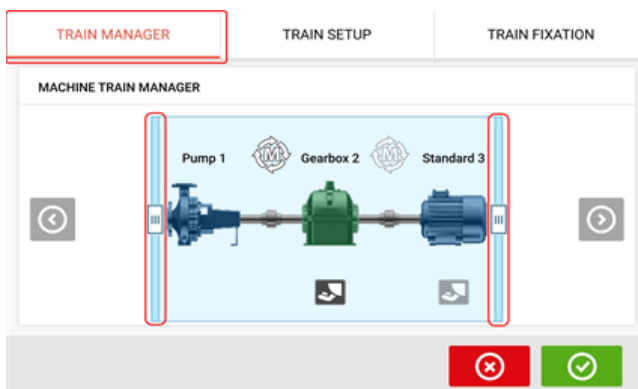 TRAIN MANAGER
TRAIN SETUP
TRAIN FIXATION
MACHINE TRAIN MANAGER
Pump 1
M
Gearbox 2
M
Standard 3